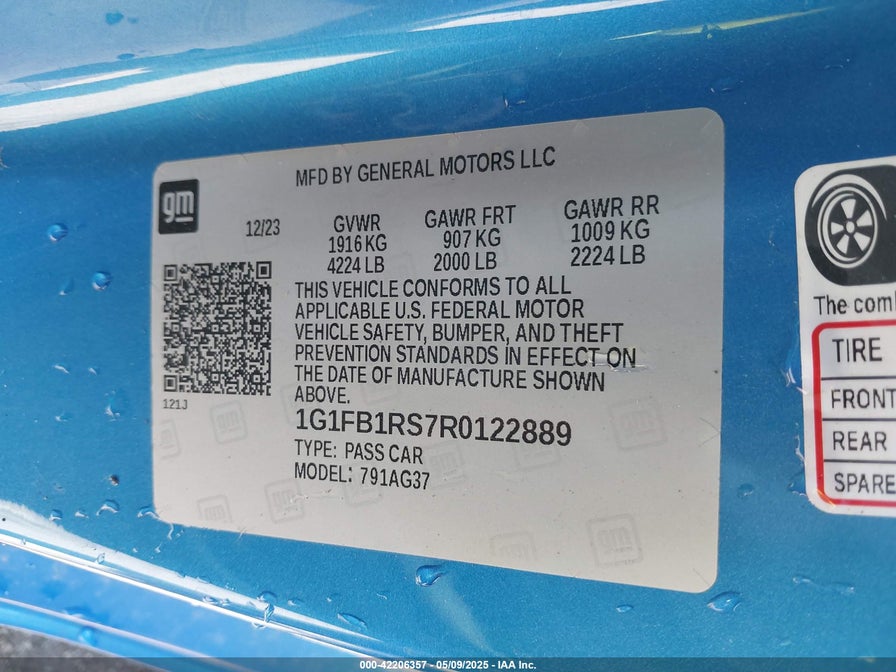 MFD BY GENERAL MOTORS LLC
gm
12/23
GVWR GAWR FRT GAWR RR
1916 KG 907 KG 1009 KG
4224 LB 2000 LB 2224 LB
THIS VEHICLE CONFORMS TO ALL
APPLICABLE U.S. FEDERAL MOTOR
VEHICLE SAFETY, BUMPER, AND THEFT
PREVENTION STANDARDS IN EFFECT ON
THE DATE OF MANUFACTURE SHOWN
ABOVE.
121J
1G1FB1RS7R0122889
TYPE: PASS CAR
MODEL: 791AG37
gm
The
TIRE
FRONT
REAR
SPARE
000-42206357 - 05/09/2025 - IAA Inc.